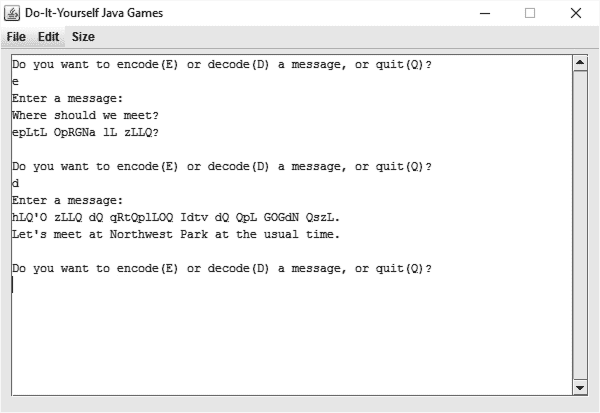 Do-It-Yourself Java Games
File Edit Size
Do you want to encode(E) or decode(D) a message, or quit(Q)?
e
Enter a message:
Where should we meet?
epLtL OpRGNa lL zLLQ?
Do you want to encode(E) or decode(D) a message, or quit(Q)?
d
Enter a message:
hLQ'O zLLQ dQ qRtQplLOQ Idtv dQ QpL GOGdN QszL.
Let's meet at Northwest Park at the usual time.
Do you want to encode(E) or decode(D) a message, or quit(Q)?